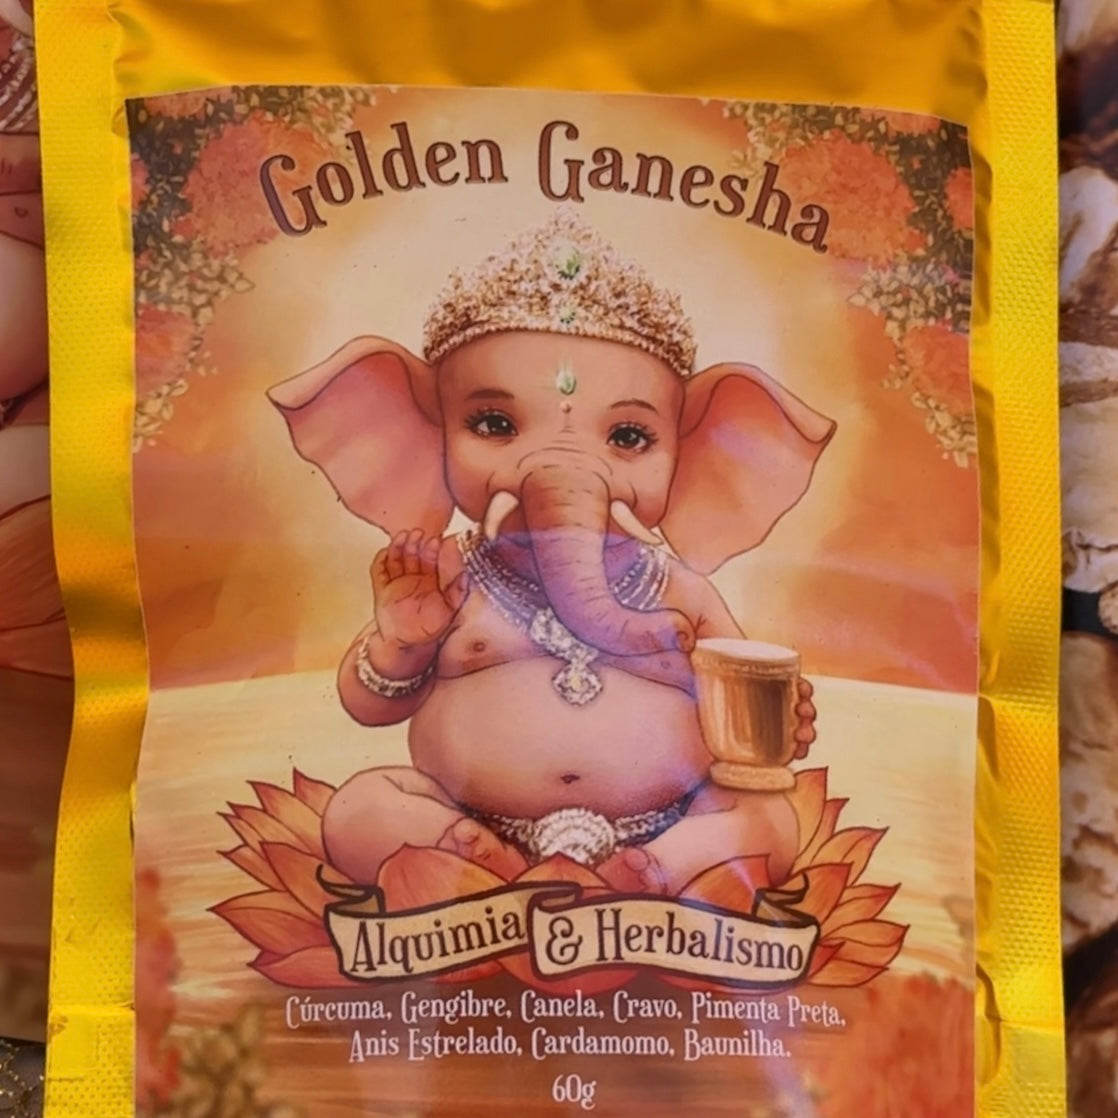 Golden Ganesha
Alquimia & Herbalismo
Cúrcuma, Gengibre, Canela, Cravo, Pimenta Preta,
Anis Estrelado, Cardamomo, Baunilha.
60g